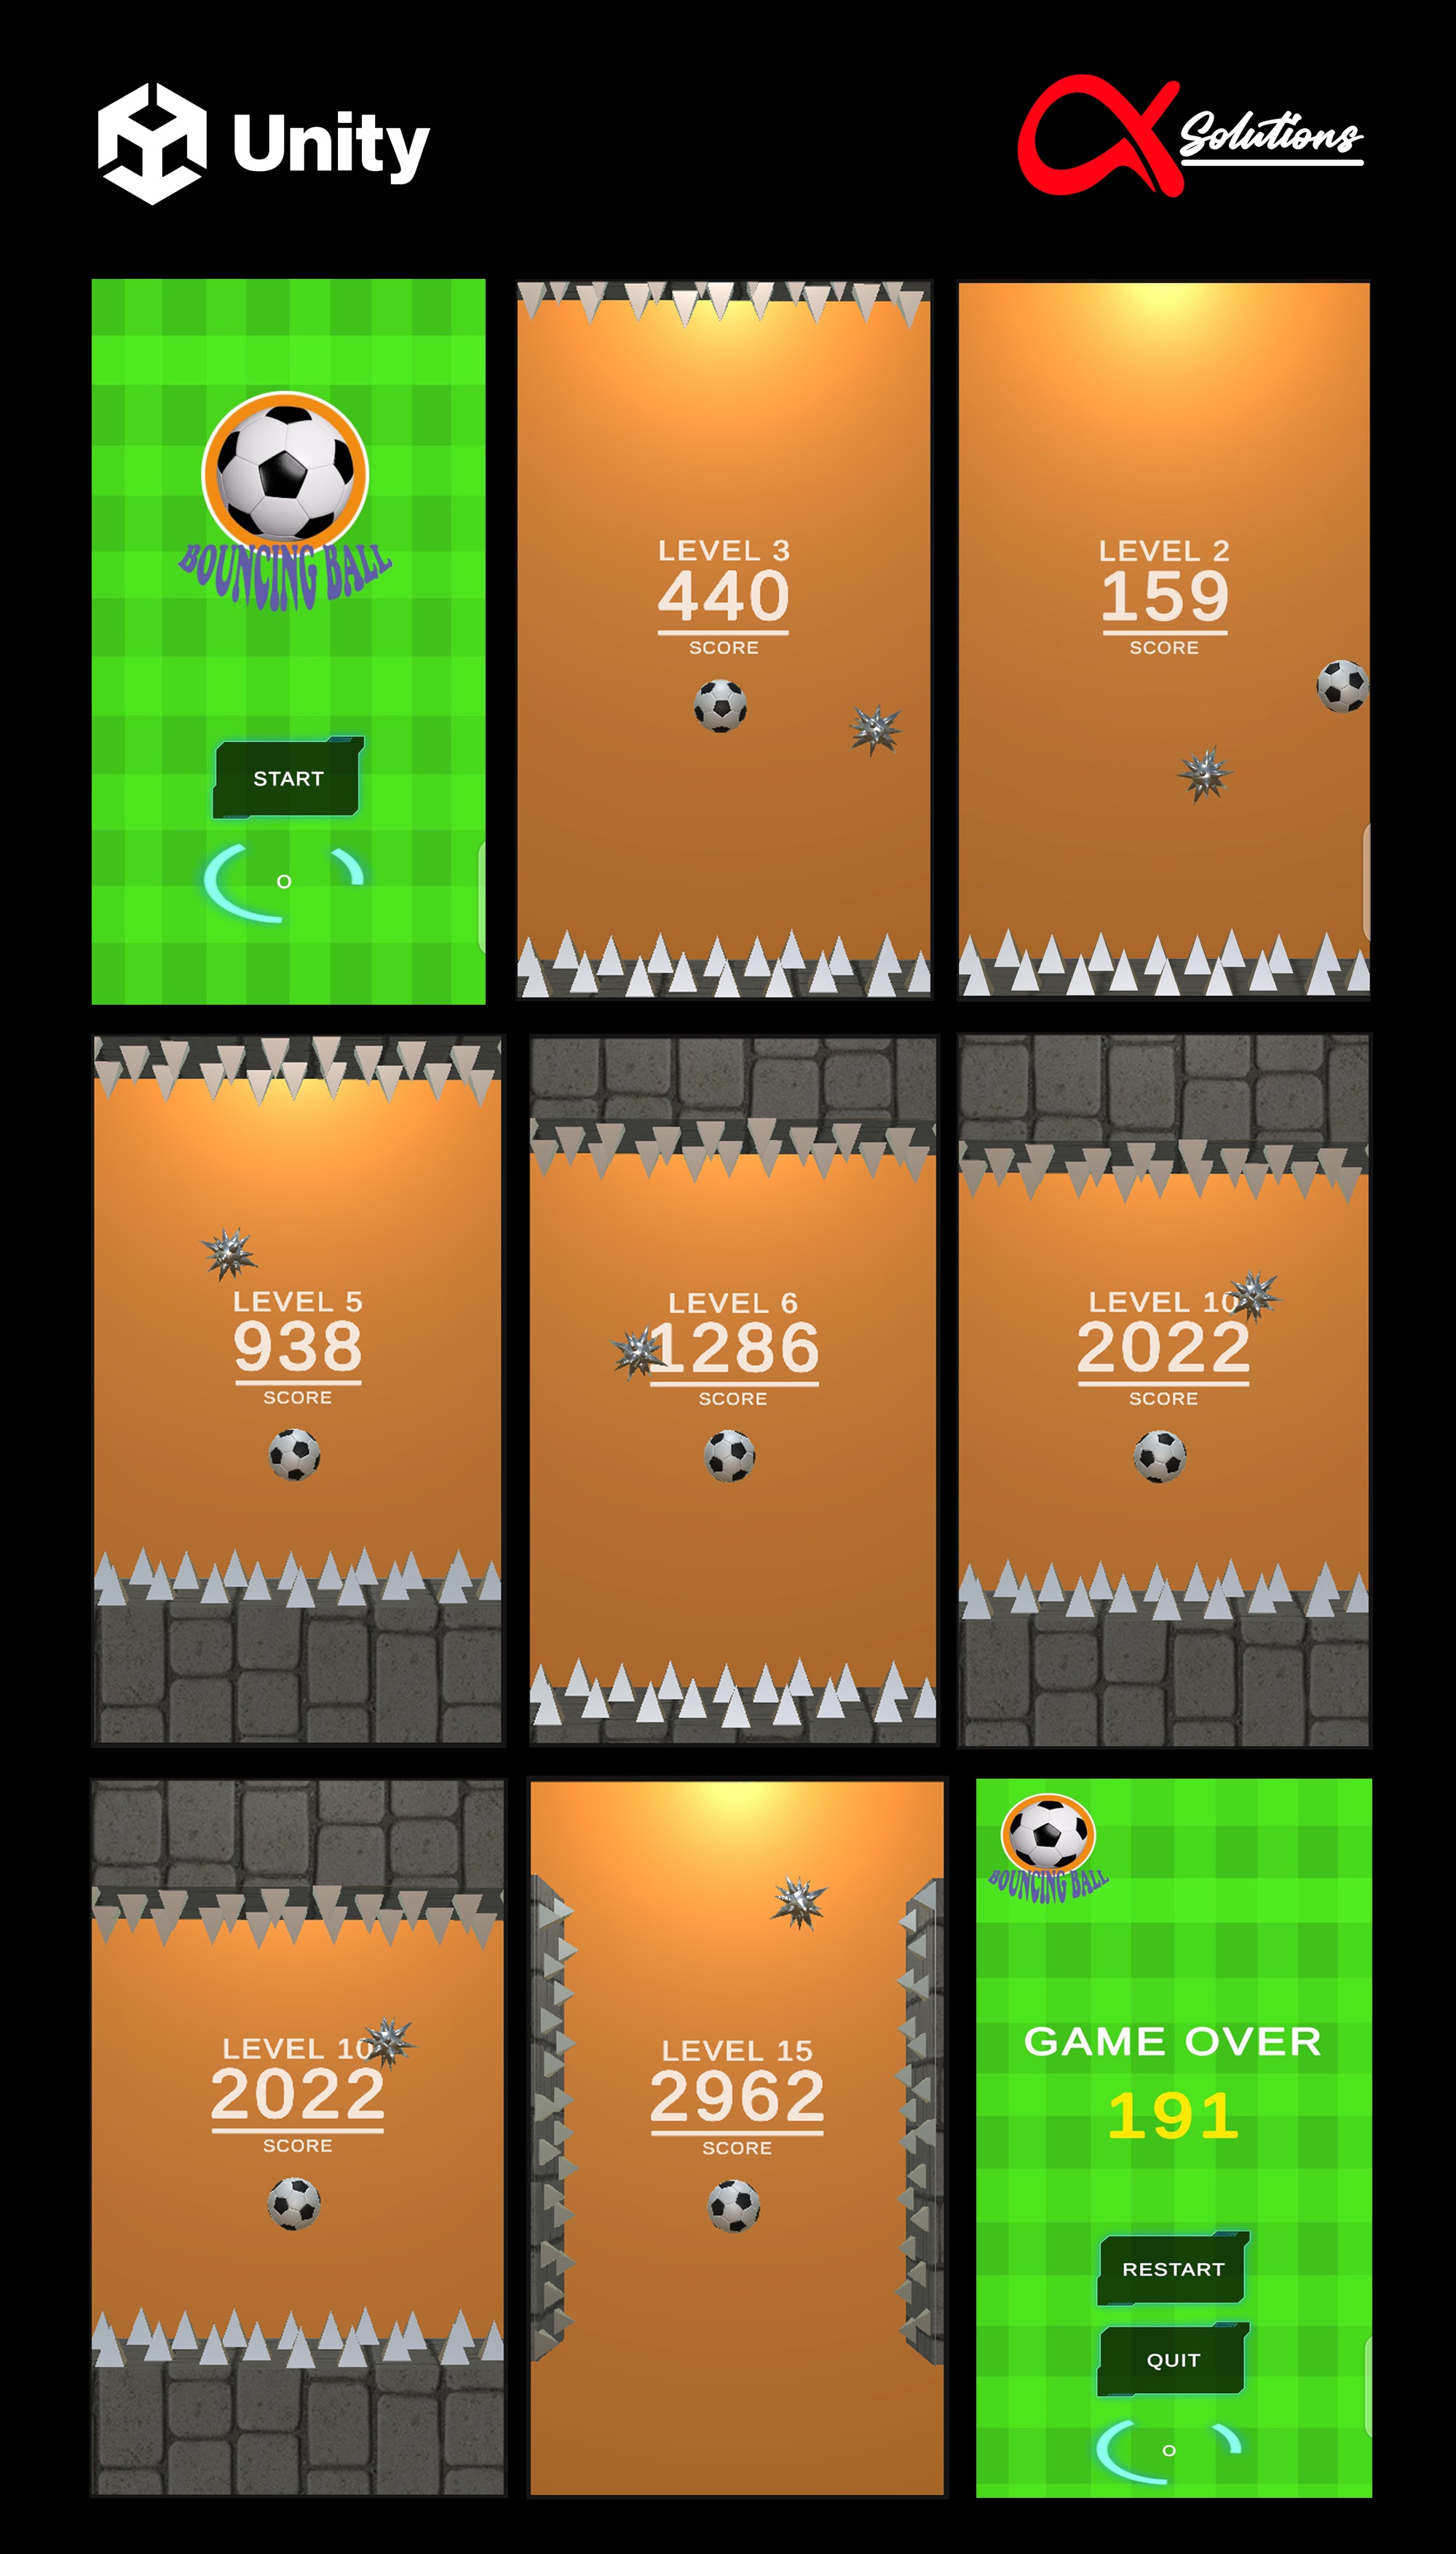 Unity
Solutions
BOUNCING BALL
START
O
LEVEL 3
440
SCORE
LEVEL 2
159
SCORE
LEVEL 5
938
SCORE
LEVEL 6
1286
SCORE
LEVEL 10
2022
SCORE
LEVEL 10
2022
SCORE
LEVEL 15
2962
SCORE
BOUNCING BALL
GAME OVER
191
RESTART
QUIT
O